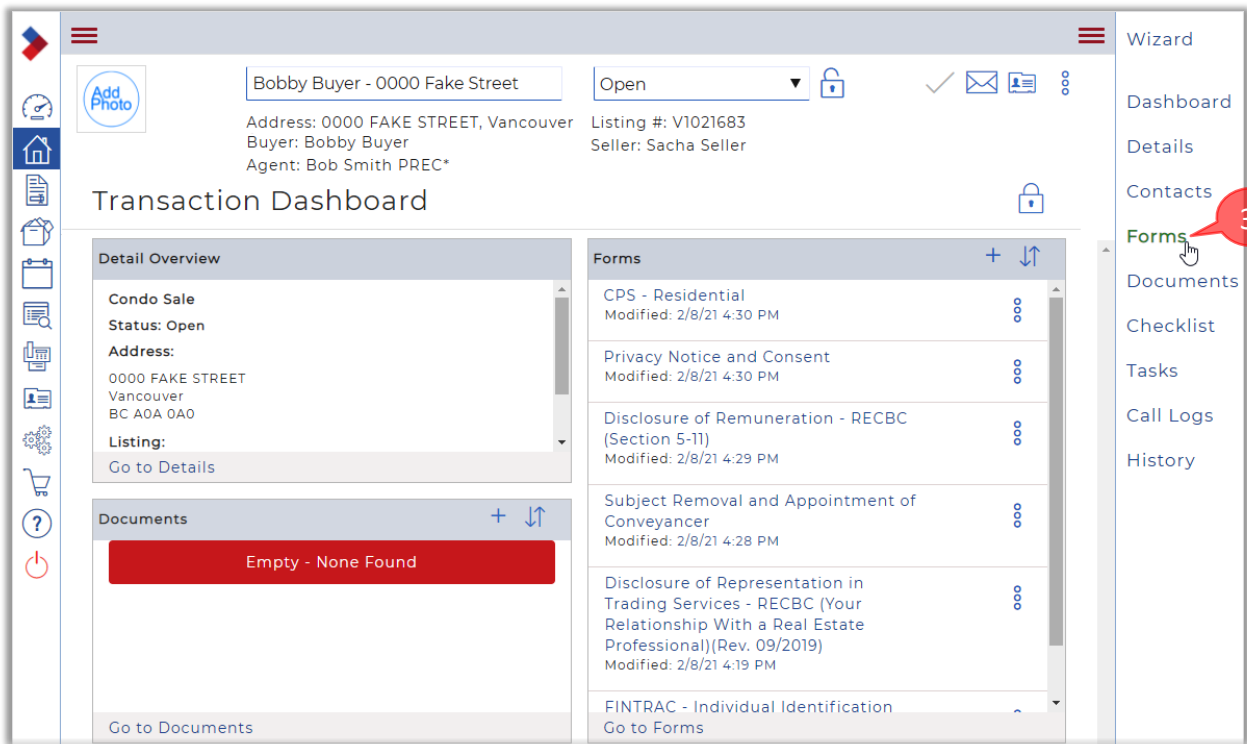 Wizard
Add
Photo
Bobby Buyer - 0000 Fake Street
Open
Address: 0000 FAKE STREET, Vancouver
Listing #: V1021683
Buyer: Bobby Buyer
Seller: Sacha Seller
Agent: Bob Smith PREC*
Dashboard
Details
Contacts
Forms
3
Documents
Checklist
Tasks
Call Logs
History
Transaction Dashboard
Detail Overview
Condo Sale
Status: Open
Address:
0000 FAKE STREET
Vancouver
BC A0A 0A0
Listing:
Go to Details
Documents
Empty - None Found
Go to Documents
Forms
CPS - Residential
Modified: 2/8/21 4:30 PM
Privacy Notice and Consent
Modified: 2/8/21 4:30 PM
Disclosure of Remuneration - RECBC
(Section 5-11)
Modified: 2/8/21 4:29 PM
Subject Removal and Appointment of
Conveyancer
Modified: 2/8/21 4:28 PM
Disclosure of Representation in
Trading Services - RECBC (Your
Relationship With a Real Estate
Professional)(Rev. 09/2019)
Modified: 2/8/21 4:19 PM
FINTRAC - Individual Identification
Go to Forms
?